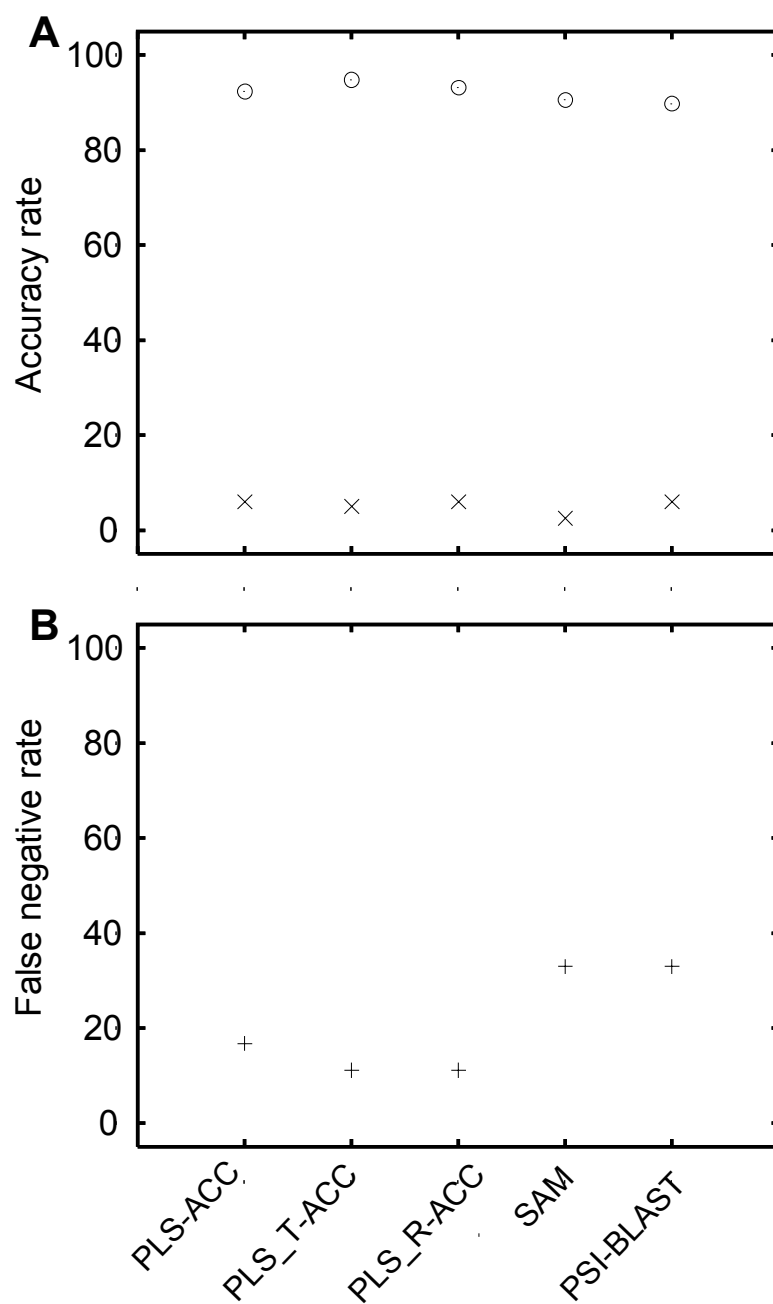 A
100
80
60
40
20
0
Accuracy rate
B
100
80
60
40
20
0
False negative rate
PLS-ACC
PLS_T-ACC
PLS_R-ACC
SAM
PSI-BLAST